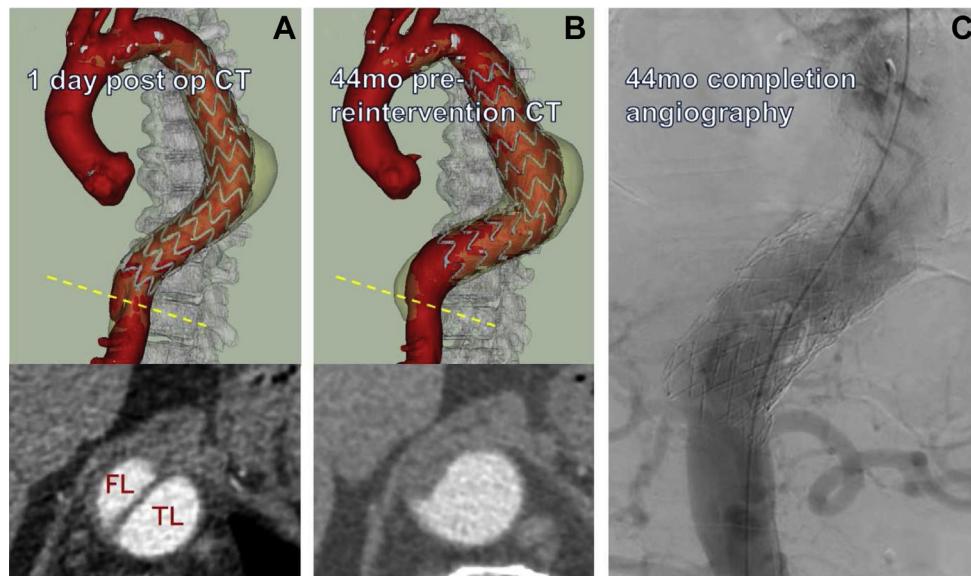 A
1 day post op CT
B
44mo pre-
reintervention CT
C
44mo completion
angiography
FL
TL